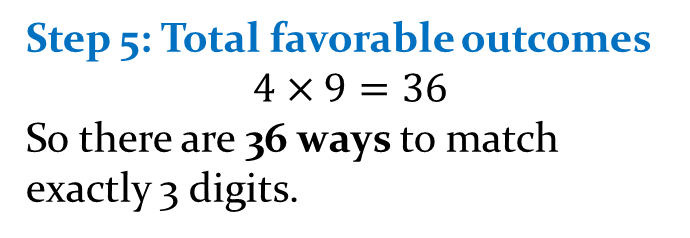 Step 5: Total favorable outcomes
4 × 9 = 36
So there are 36 ways to match
exactly 3 digits.